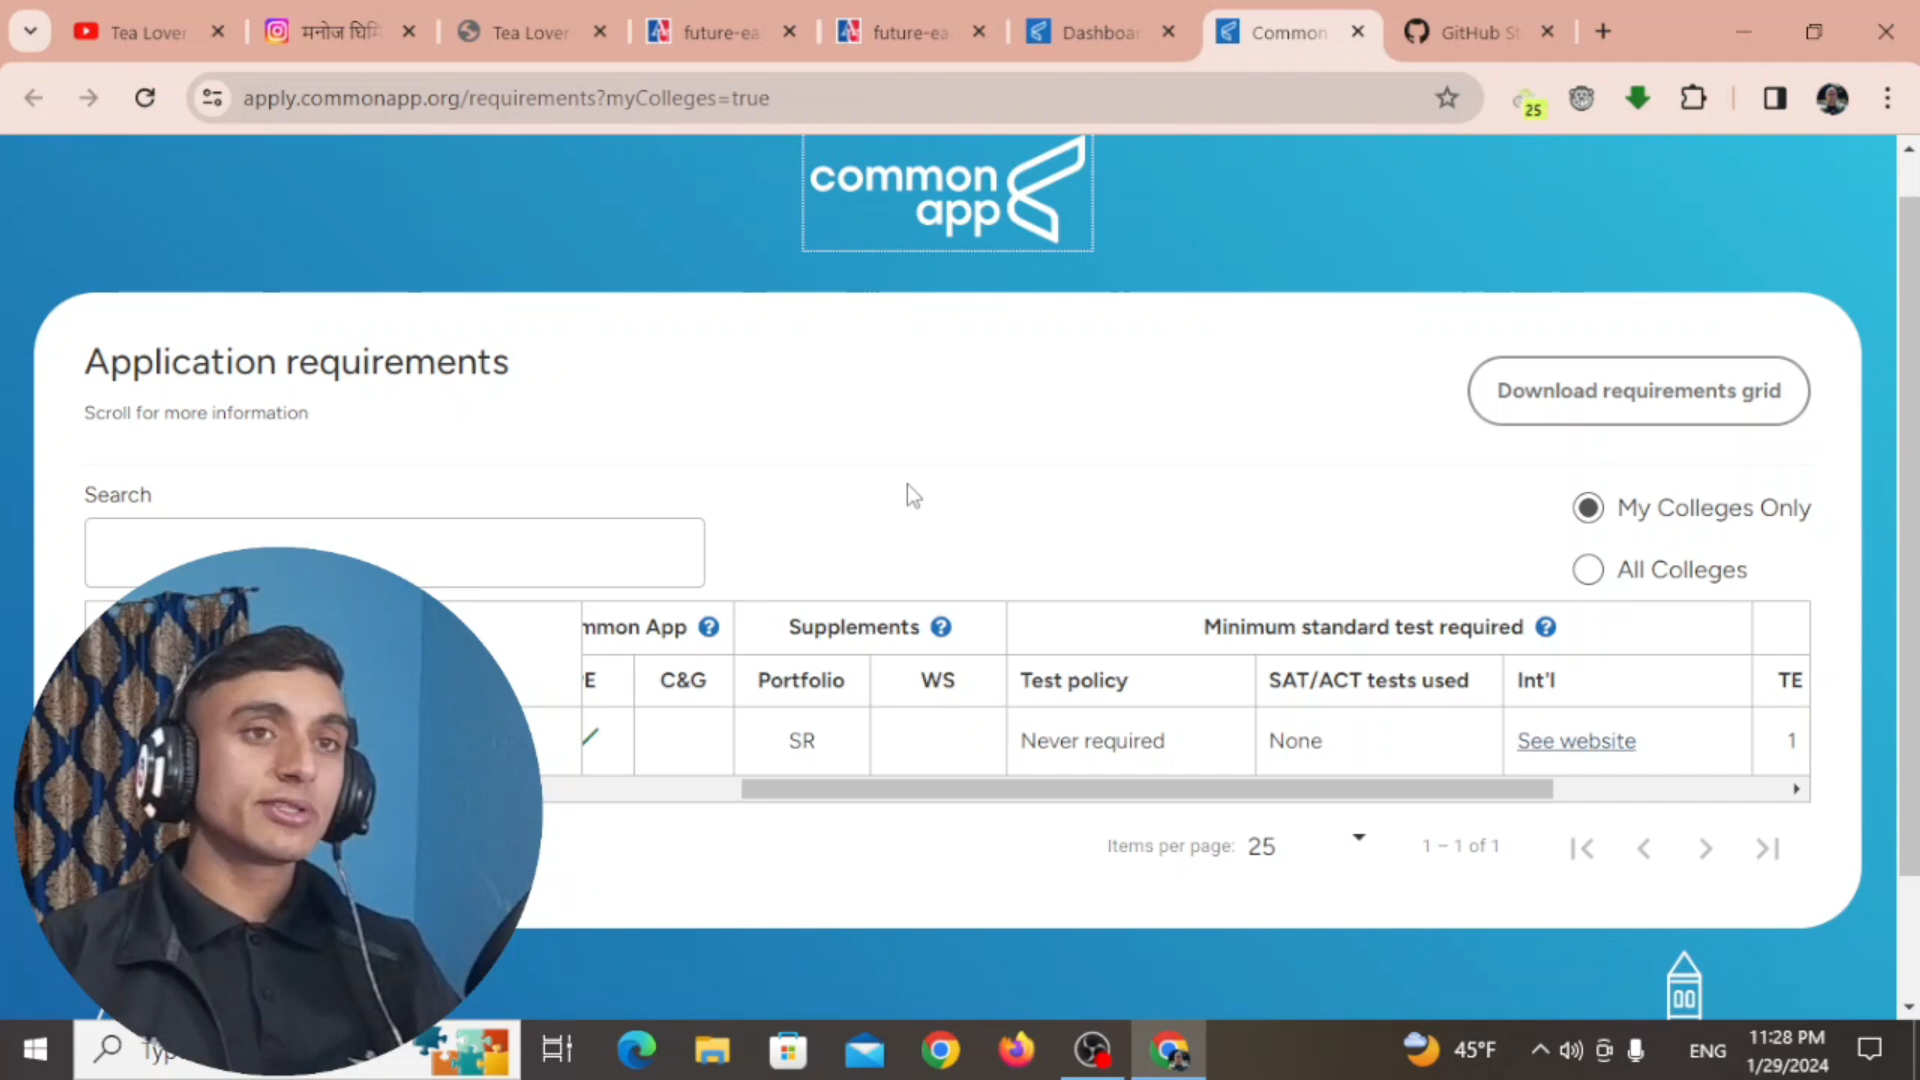 Tea Lover
मनोज घिमि
Tea Lover
future-ea
future-ea
Dashboar
Common
GitHub St
apply.commonapp.org/requirements?myColleges=true
25
common
app
Application requirements
Download requirements grid
Scroll for more information
Search
My Colleges Only
All Colleges
mmon App ?
Supplements ?
Minimum standard test required ?
E
C&G
Portfolio
WS
Test policy
SAT/ACT tests used
Int'l
TE
SR
Never required
None
See website
1
Items per page: 25
1 – 1 of 1
Typ
45°F
ENG
11:28 PM
1/29/2024